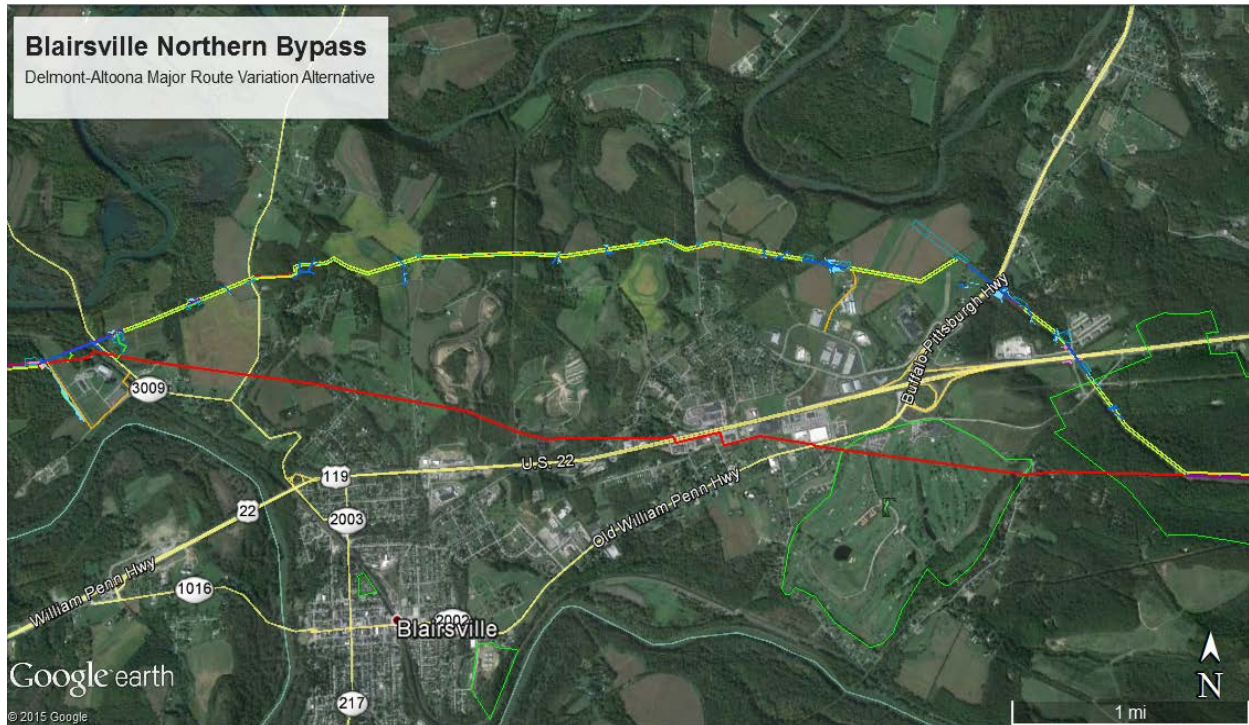 Blairsville Northern Bypass
Delmont-Altoona Major Route Variation Alternative
Buffalo-Pittsburgh Hwy
3009
U.S. 22
119
22
2003
Old William Penn Hwy
William Penn Hwy
1016
2002
Blairsville
217
Google earth
© 2015 Google
N
1 mi